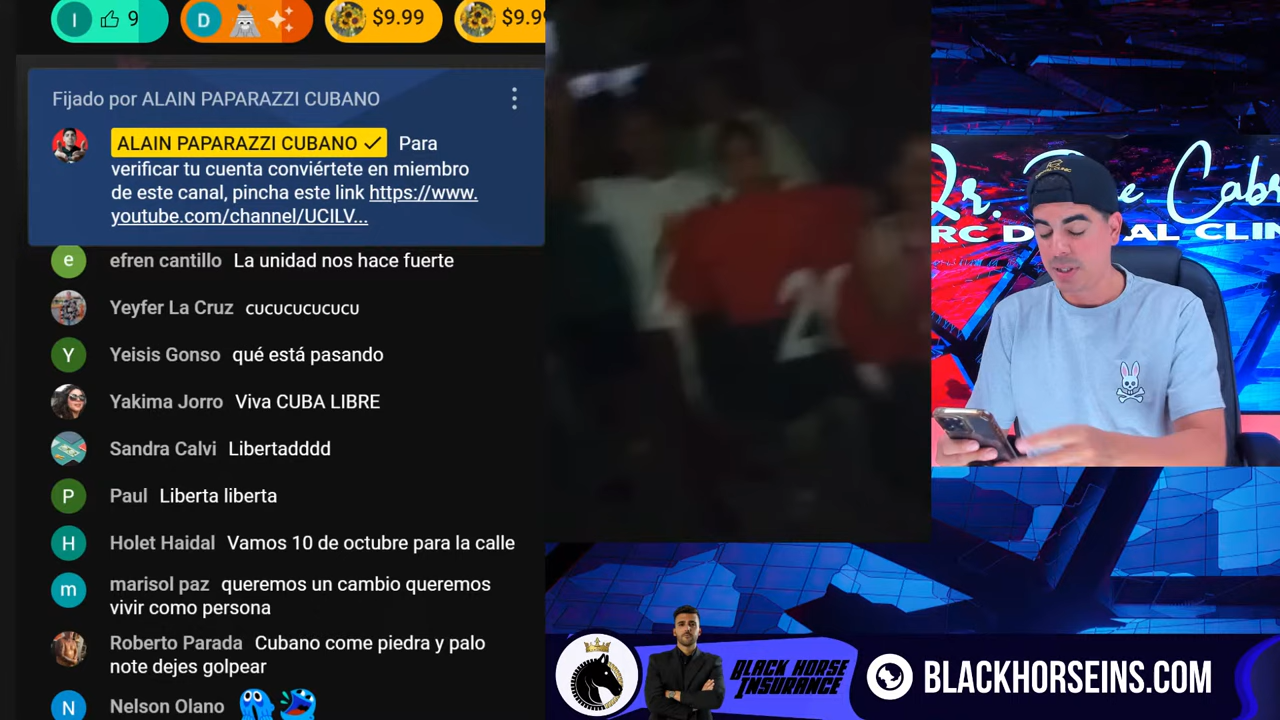 I 9
D
$9.99
$9.9
Fijado por ALAIN PAPARAZZI CUBANO
ALAIN PAPARAZZI CUBANO Para
verificar tu cuenta conviértete en miembro
de este canal, pincha este link https://www.
youtube.com/channel/UCILV...
e efren cantillo La unidad nos hace fuerte
Yeyfer La Cruz cucucucucucu
Y Yeisis Gonso qué está pasando
Yakima Jorro Viva CUBA LIBRE
Sandra Calvi Libertadddd
P Paul Liberta liberta
H Holet Haidal Vamos 10 de octubre para la calle
m marisol paz queremos un cambio queremos
vivir como persona
Roberto Parada Cubano come piedra y palo
note dejes golpear
N Nelson Olano
Cabr
AL CLIN
BLACK HORSE
INSURANCE
BLACKHORSEINS.COM